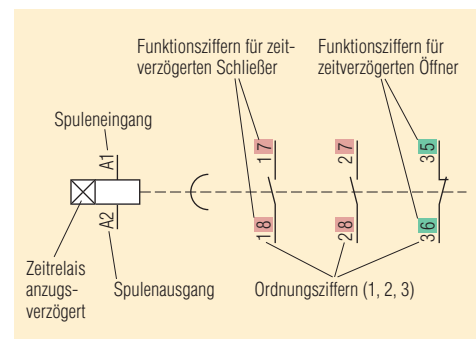 Funktionsziffern für zeit-
verzögerten Schließer
Funktionsziffern für
zeitverzögerten Öffner
Spuleneingang
A1
17
27
35
A2
18
28
36
Zeitrelais
anzugs-
verzögert
Spulenausgang
Ordnungsziffern (1, 2, 3)